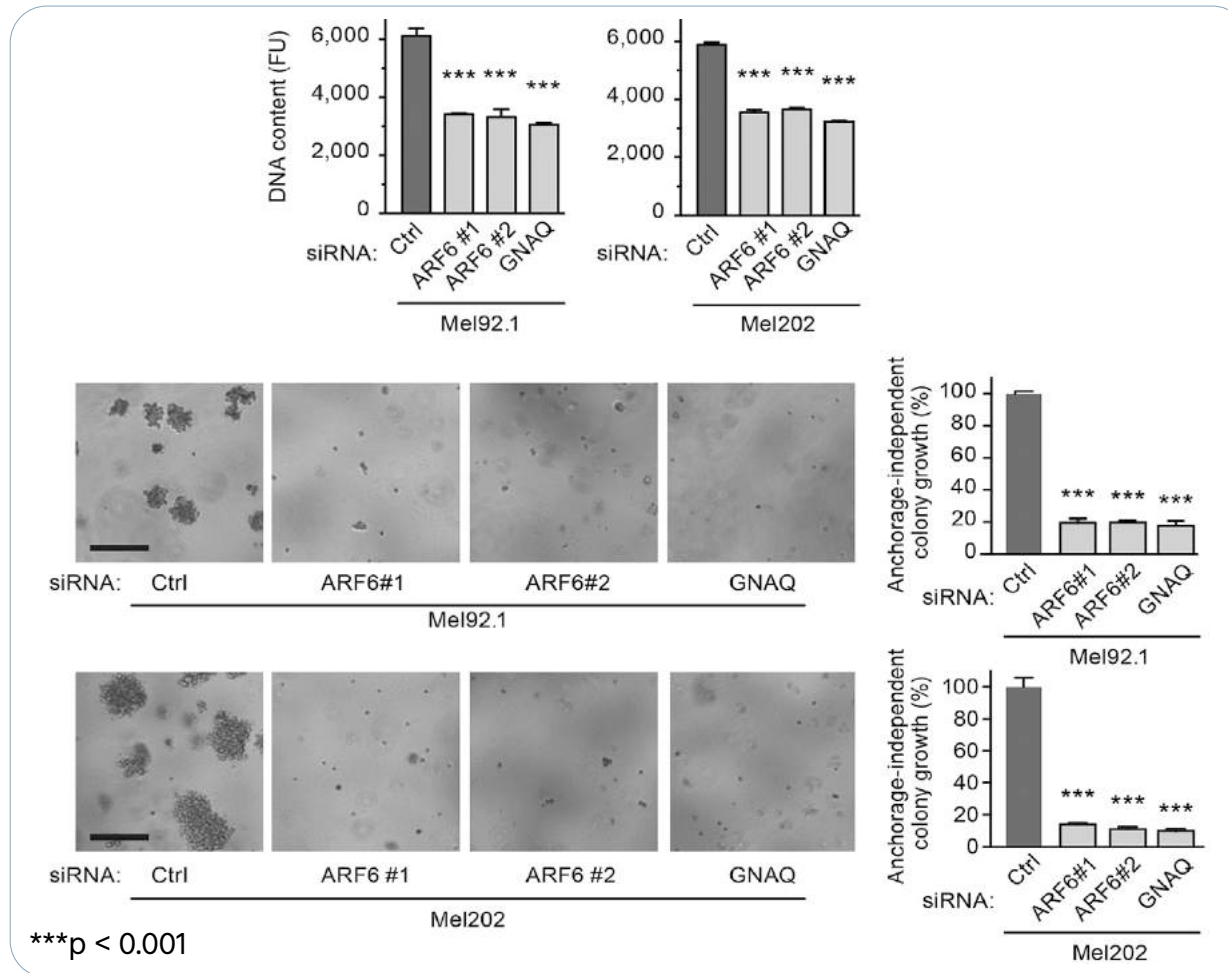 DNA content (FU)
6,000
4,000
2,000
0
siRNA:
Ctrl
ARF6 #1
ARF6 #2
GNAQ
*** *** ***
Mel92.1
6,000
4,000
2,000
0
siRNA:
Ctrl
ARF6 #1
ARF6 #2
GNAQ
*** *** ***
Mel202
siRNA: Ctrl ARF6#1 ARF6#2 GNAQ
Mel92.1
Anchorage-independent
colony growth (%)
100
80
60
40
20
0
*** *** ***
siRNA:
Ctrl
ARF6#1
ARF6#2
GNAQ
Mel92.1
siRNA: Ctrl ARF6 #1 ARF6 #2 GNAQ
Mel202
Anchorage-independent
colony growth (%)
100
80
60
40
20
0
*** *** ***
siRNA:
Ctrl
ARF6#1
ARF6#2
GNAQ
Mel202
***p < 0.001